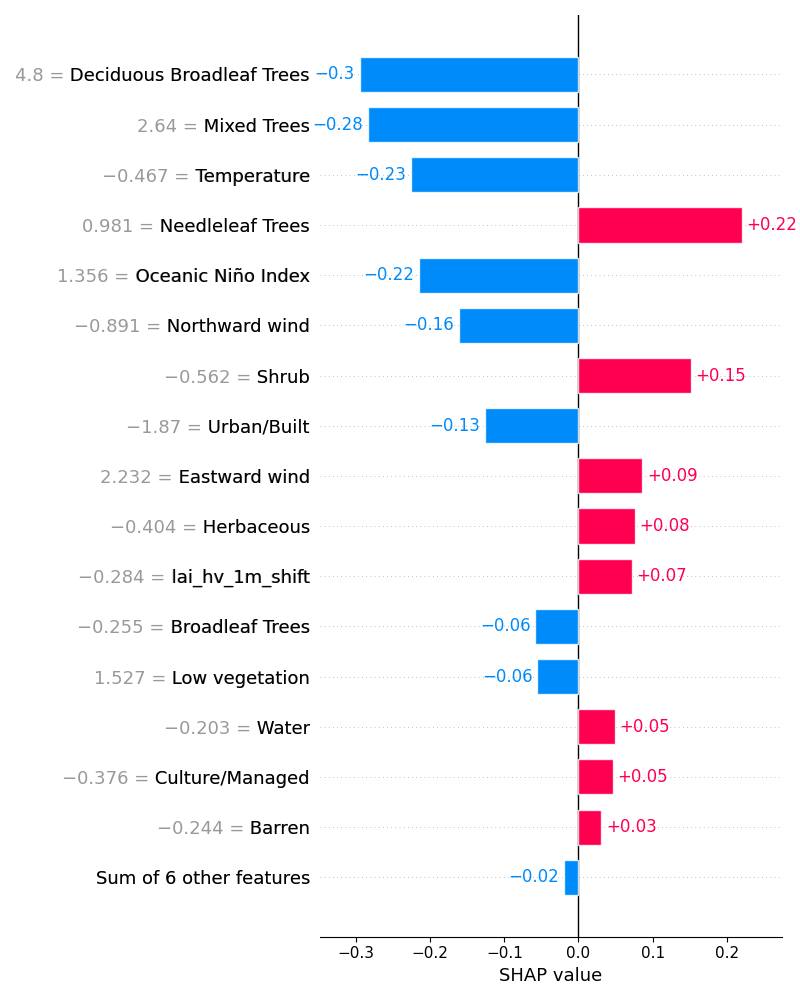 4.8 = Deciduous Broadleaf Trees −0.3
2.64 = Mixed Trees −0.28
−0.467 = Temperature −0.23
0.981 = Needleleaf Trees +0.22
1.356 = Oceanic Niño Index −0.22
−0.891 = Northward wind −0.16
−0.562 = Shrub +0.15
−1.87 = Urban/Built −0.13
2.232 = Eastward wind +0.09
−0.404 = Herbaceous +0.08
−0.284 = lai_hv_1m_shift +0.07
−0.255 = Broadleaf Trees −0.06
1.527 = Low vegetation −0.06
−0.203 = Water +0.05
−0.376 = Culture/Managed +0.05
−0.244 = Barren +0.03
Sum of 6 other features −0.02
−0.3 −0.2 −0.1 0.0 0.1 0.2
SHAP value